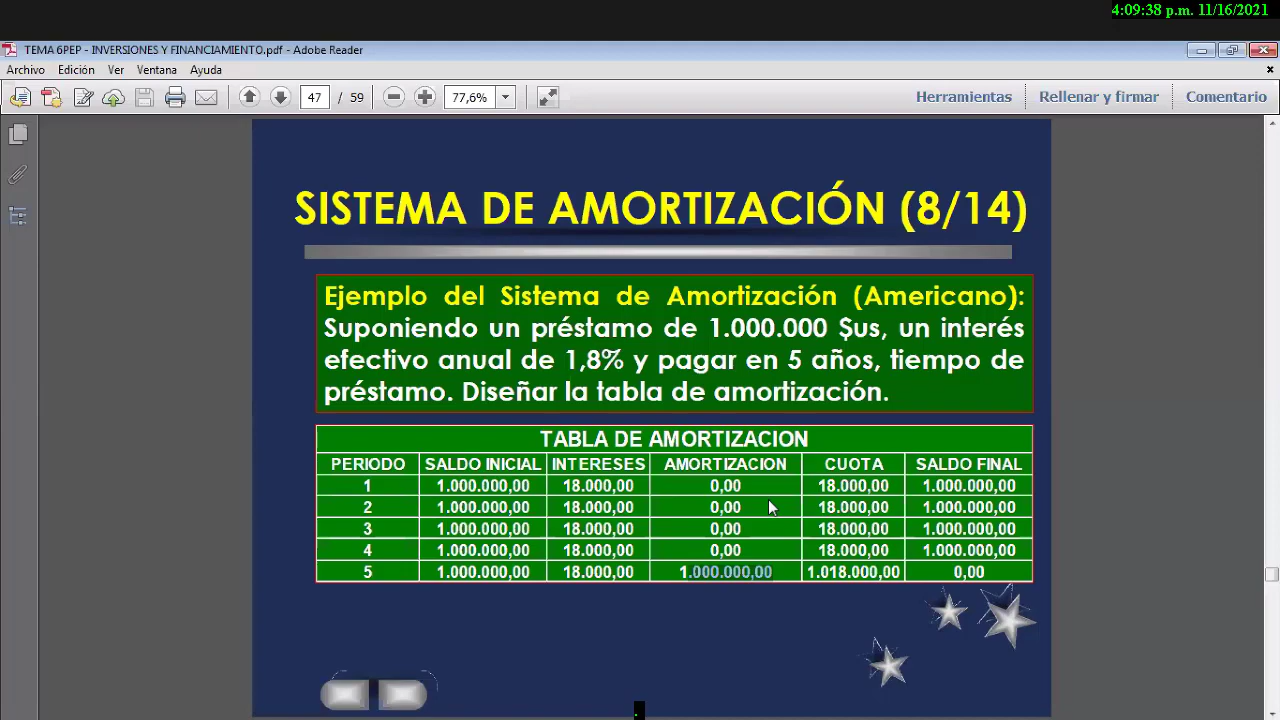 4:09:38 p.m. 11/16/2021
TEMA 6PEP - INVERSIONES Y FINANCIAMIENTO.pdf - Adobe Reader
Archivo Edición Ver Ventana Ayuda
47 / 59 77,6% Herramientas Rellenar y firmar Comentario
SISTEMA DE AMORTIZACIÓN (8/14)
Ejemplo del Sistema de Amortización (Americano):
Suponiendo un préstamo de 1.000.000 $us, un interés
efectivo anual de 1,8% y pagar en 5 años, tiempo de
préstamo. Diseñar la tabla de amortización.
TABLA DE AMORTIZACION
PERIODO SALDO INICIAL INTERESES AMORTIZACION CUOTA SALDO FINAL
1 1.000.000,00 18.000,00 0,00 18.000,00 1.000.000,00
2 1.000.000,00 18.000,00 0,00 18.000,00 1.000.000,00
3 1.000.000,00 18.000,00 0,00 18.000,00 1.000.000,00
4 1.000.000,00 18.000,00 0,00 18.000,00 1.000.000,00
5 1.000.000,00 18.000,00 1.000.000,00 1.018.000,00 0,00